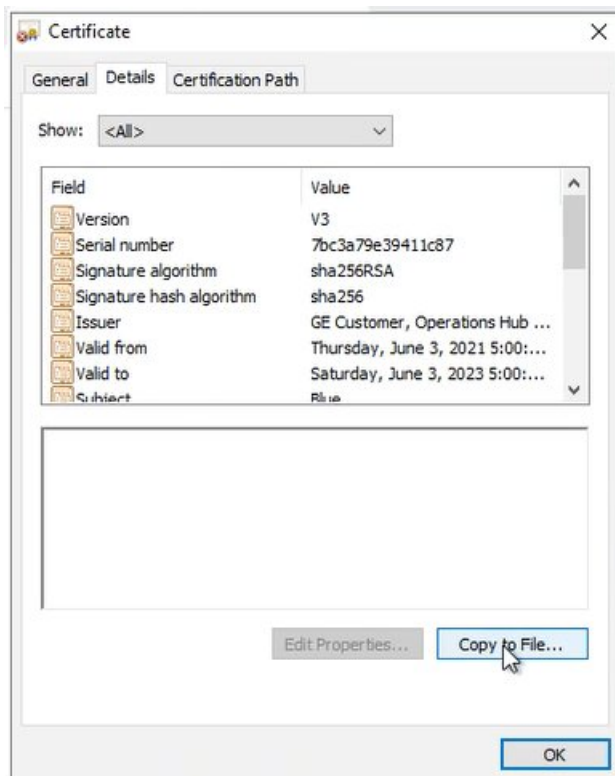 Certificate
General Details Certification Path
Show: <All>
Field Value
Version V3
Serial number 7bc3a79e39411c87
Signature algorithm sha256RSA
Signature hash algorithm sha256
Issuer GE Customer, Operations Hub ...
Valid from Thursday, June 3, 2021 5:00:...
Valid to Saturday, June 3, 2023 5:00:...
Subject Blue
Edit Properties...
Copy to File...
OK